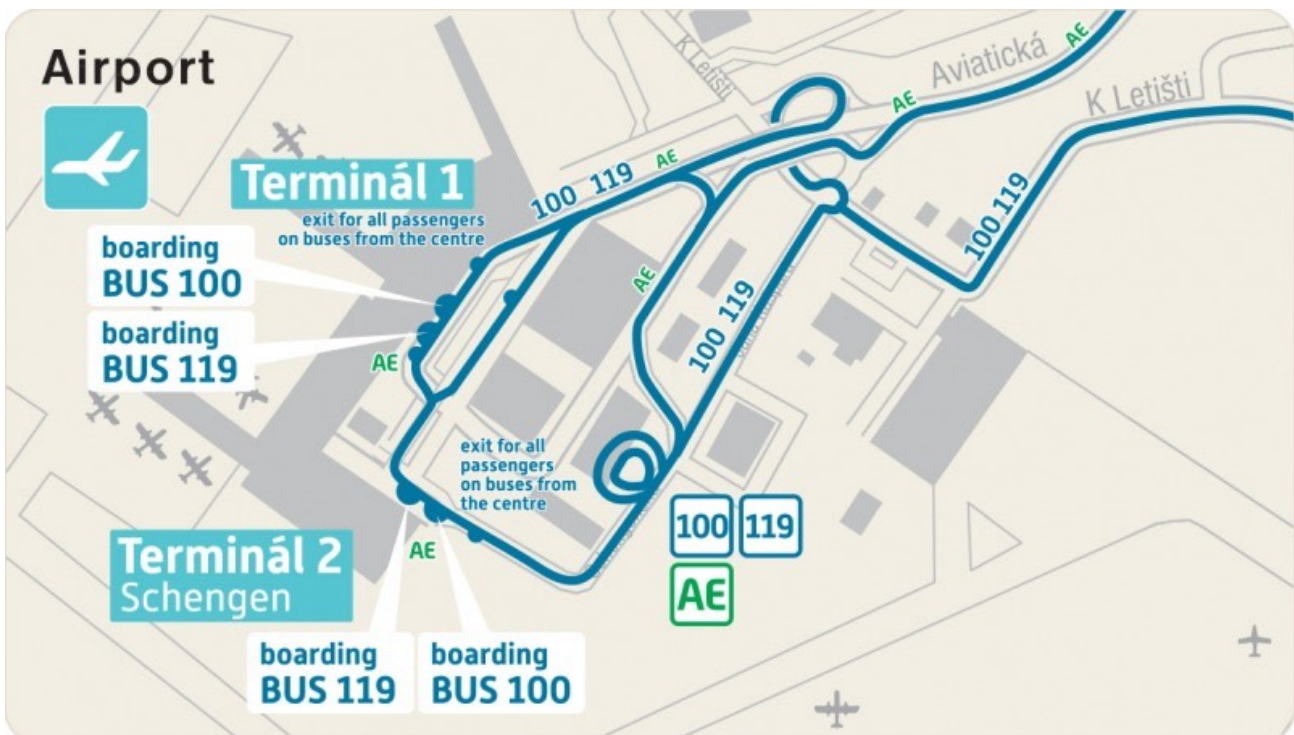 Airport
K Letišti
Aviatická
AE
K Letišti
AE
Terminál 1
exit for all passengers
on buses from the centre
100 119
AE
boarding
BUS 100
boarding
BUS 119
AE
AE
100 119
100 119
exit for all
passengers
on buses from
the centre
100 119
AE
Terminál 2
Schengen
AE
boarding
BUS 119
boarding
BUS 100